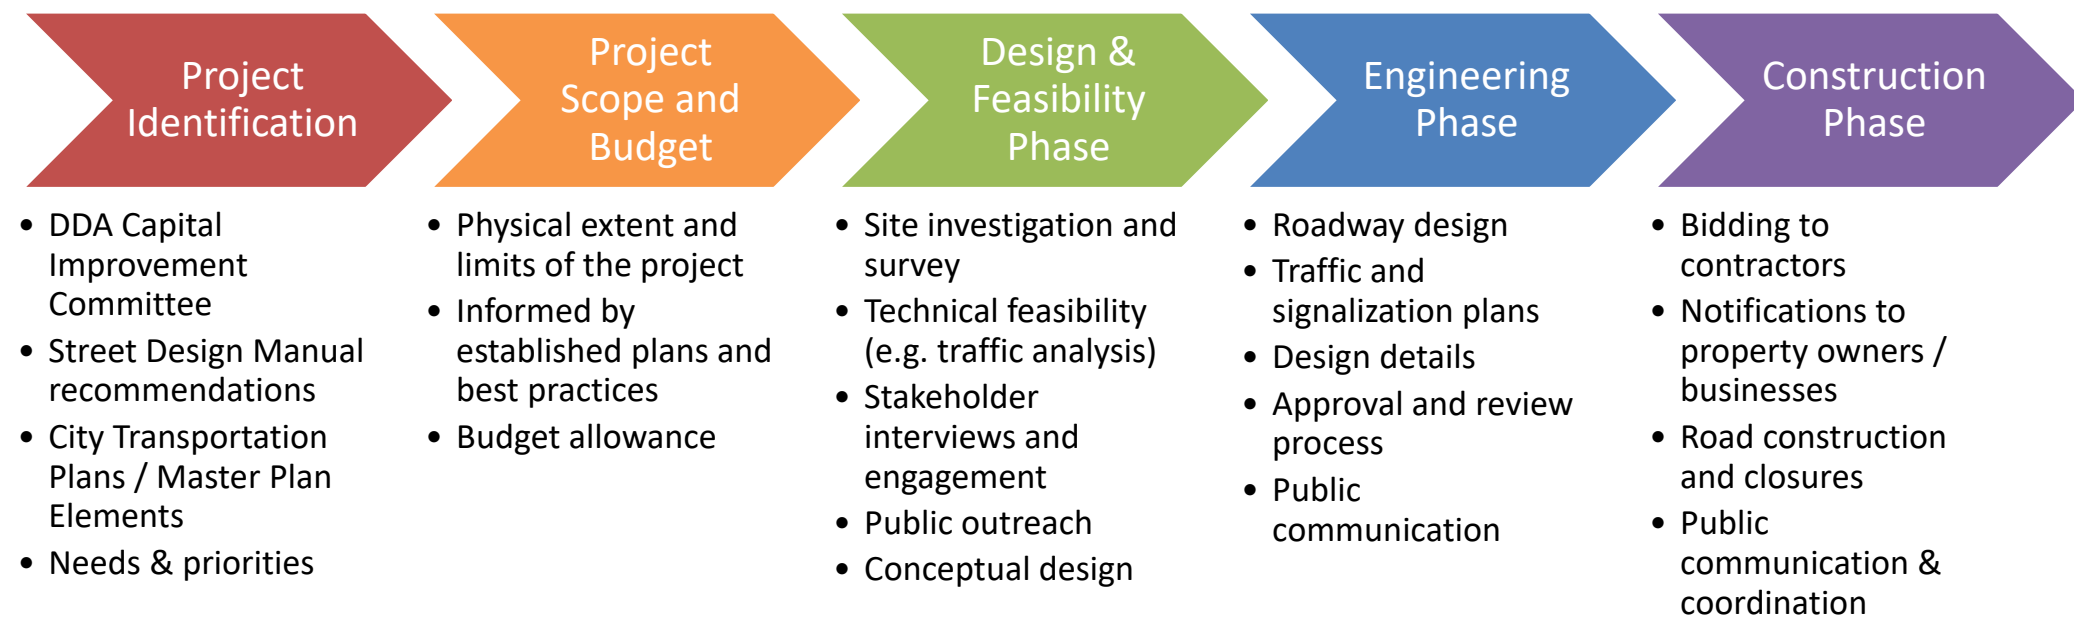 Project
Identification
• DDA Capital
Improvement
Committee
• Street Design Manual
recommendations
• City Transportation
Plans / Master Plan
Elements
• Needs & priorities
Project
Scope and
Budget
• Physical extent and
limits of the project
• Informed by
established plans and
best practices
• Budget allowance
Design &
Feasibility
Phase
• Site investigation and
survey
• Technical feasibility
(e.g. traffic analysis)
• Stakeholder
interviews and
engagement
• Public outreach
• Conceptual design
Engineering
Phase
• Roadway design
• Traffic and
signalization plans
• Design details
• Approval and review
process
• Public
communication
Construction
Phase
• Bidding to
contractors
• Notifications to
property owners /
businesses
• Road construction
and closures
• Public
communication &
coordination